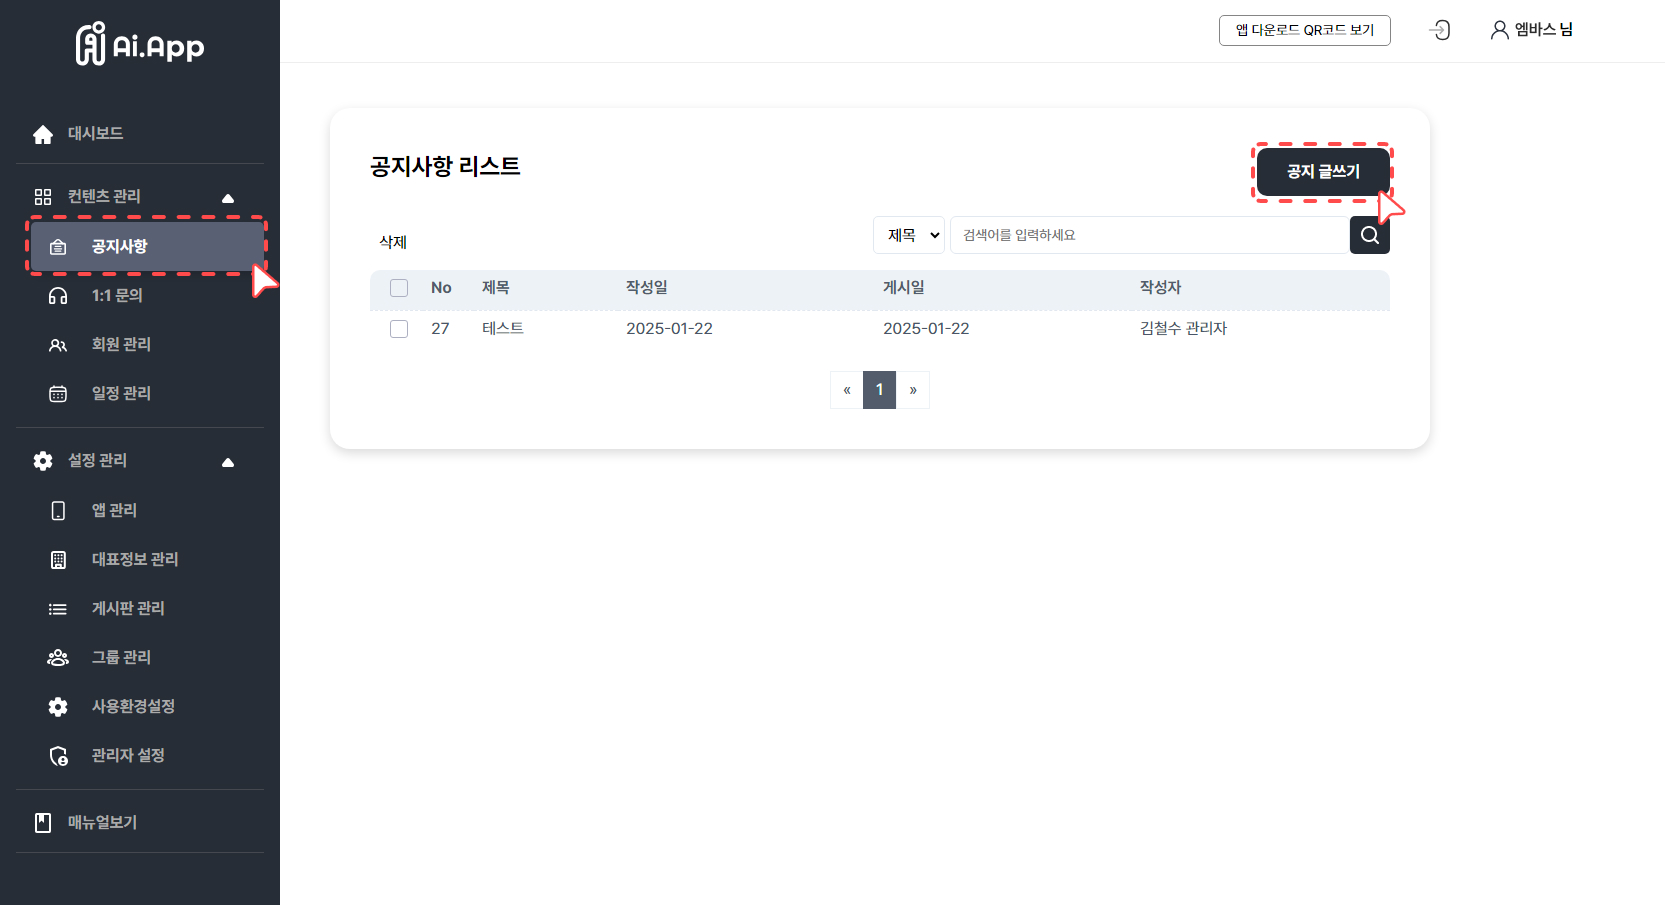 Ai.App
대시보드
컨텐츠 관리
공지사항
1:1 문의
회원 관리
일정 관리
설정 관리
앱 관리
대표정보 관리
게시판 관리
그룹 관리
사용환경설정
관리자 설정
매뉴얼보기
앱 다운로드 QR코드 보기
엠바스 님
공지사항 리스트
공지 글쓰기
삭제
제목 검색어를 입력하세요
No 제목 작성일 게시일 작성자
27 테스트 2025-01-22 2025-01-22 김철수 관리자
« 1 »